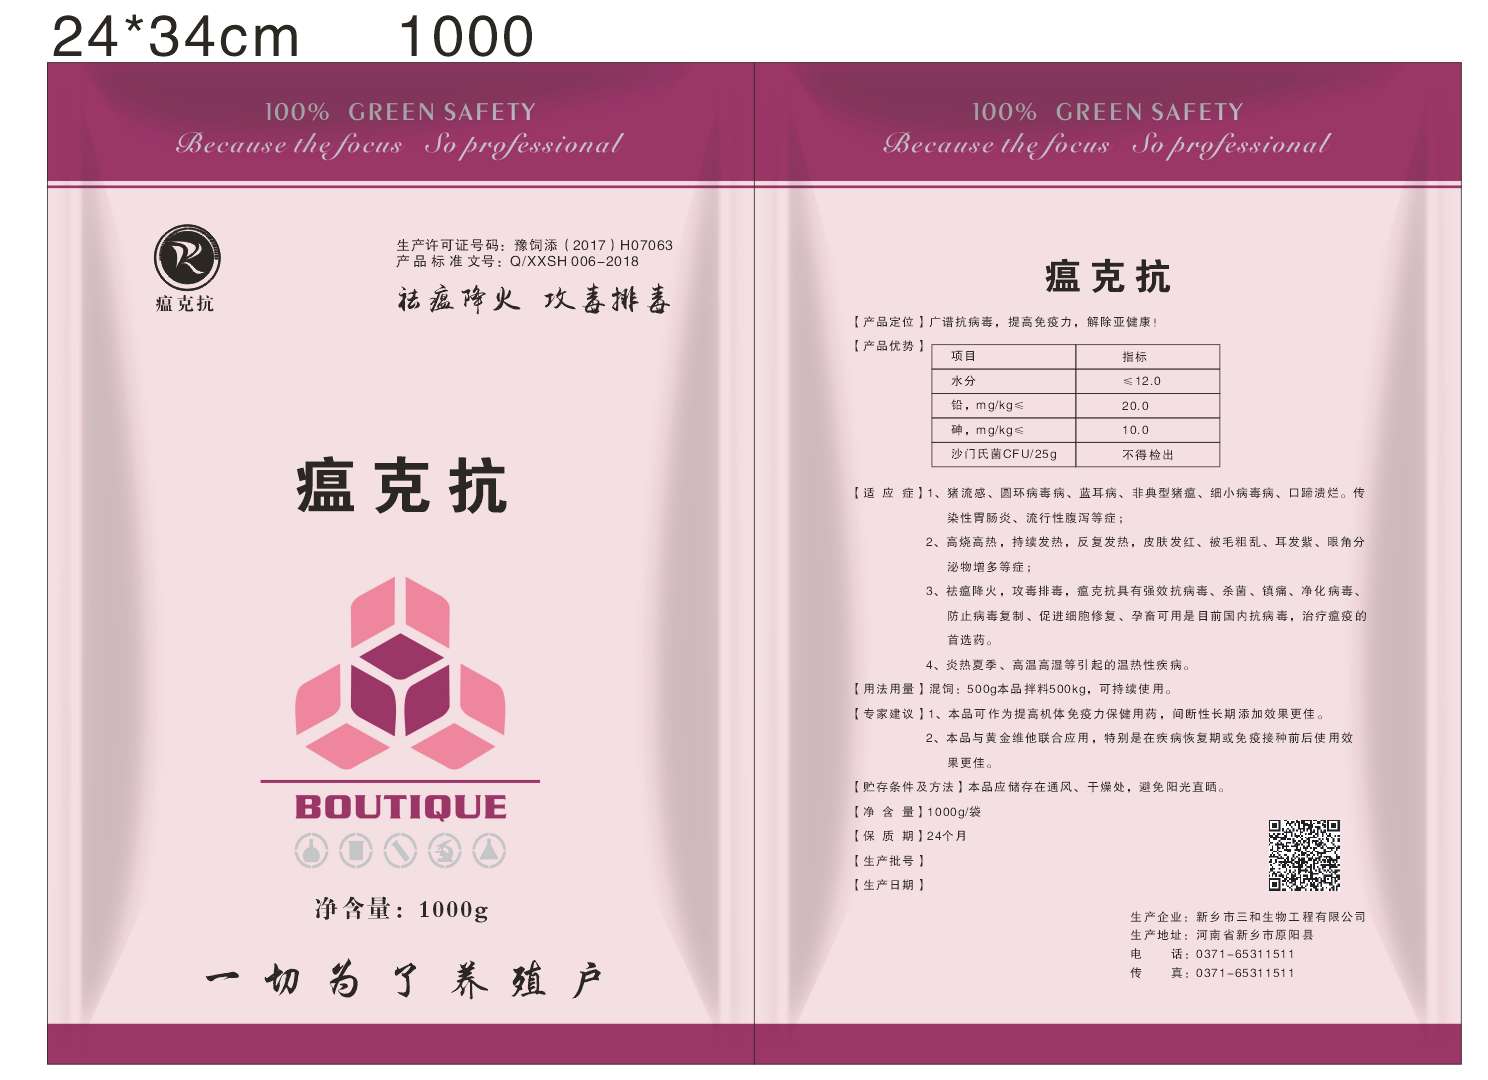 24*34cm 1000
100% GREEN SAFETY
Because the focus So professional
瘟克抗
生产许可证号码：豫饲添（2017）H07063
产品标准文号：Q/XXSH 006-2018
祛瘟降火 攻毒排毒
瘟克抗
BOUTIQUE
净含量：1000g
一切为了养殖户
100% GREEN SAFETY
Because the focus So professional
瘟克抗
【产品定位】广谱抗病毒，提高免疫力，解除亚健康！
【产品优势】
项目 指标
水分 ≤12.0
铅，mg/kg≤ 20.0
砷，mg/kg≤ 10.0
沙门氏菌CFU/25g 不得检出
【适 应 症】1、猪流感、圆环病毒病、蓝耳病、非典型猪瘟、细小病毒病、口蹄溃烂。传
染性胃肠炎、流行性腹泻等症；
2、高烧高热，持续发热，反复发热，皮肤发红、被毛粗乱、耳发紫、眼角分
泌物增多等症；
3、祛瘟降火，攻毒排毒，瘟克抗具有强效抗病毒、杀菌、镇痛、净化病毒、
防止病毒复制、促进细胞修复、孕畜可用是目前国内抗病毒，治疗瘟疫的
首选药。
4、炎热夏季、高温高湿等引起的温热性疾病。
【用法用量】混饲：500g本品拌料500kg，可持续使用。
【专家建议】1、本品可作为提高机体免疫力保健用药，间断性长期添加效果更佳。
2、本品与黄金维他联合应用，特别是在疾病恢复期或免疫接种前后使用效
果更佳。
【贮存条件及方法】本品应储存在通风、干燥处，避免阳光直晒。
【净 含 量】1000g/袋
【保 质 期】24个月
【生产批号】
【生产日期】
生产企业：新乡市三和生物工程有限公司
生产地址：河南省新乡市原阳县
电 话：0371-65311511
传 真：0371-65311511